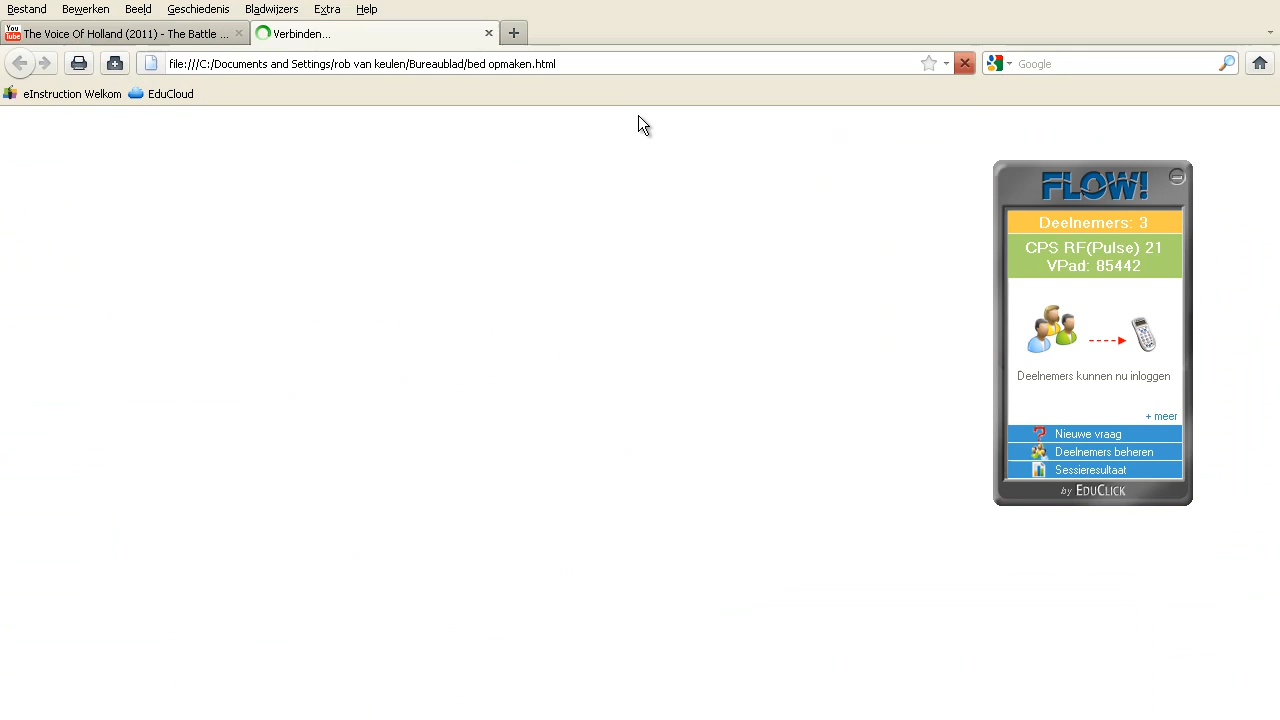 Bestand Bewerken Beeld Geschiedenis Bladwijzers Extra Help
You Tube The Voice Of Holland (2011) - The Battle ... Verbinden...
file:///C:/Documents and Settings/rob van keulen/Bureaublad/bed opmaken.html Google
eInstruction Welkom EduCloud
FLOW!
Deelnemers: 3
CPS RF(Pulse) 21
VPad: 85442
Deelnemers kunnen nu inloggen
+ meer
Nieuwe vraag
Deelnemers beheren
Sessieresultaat
by EDUCLICK